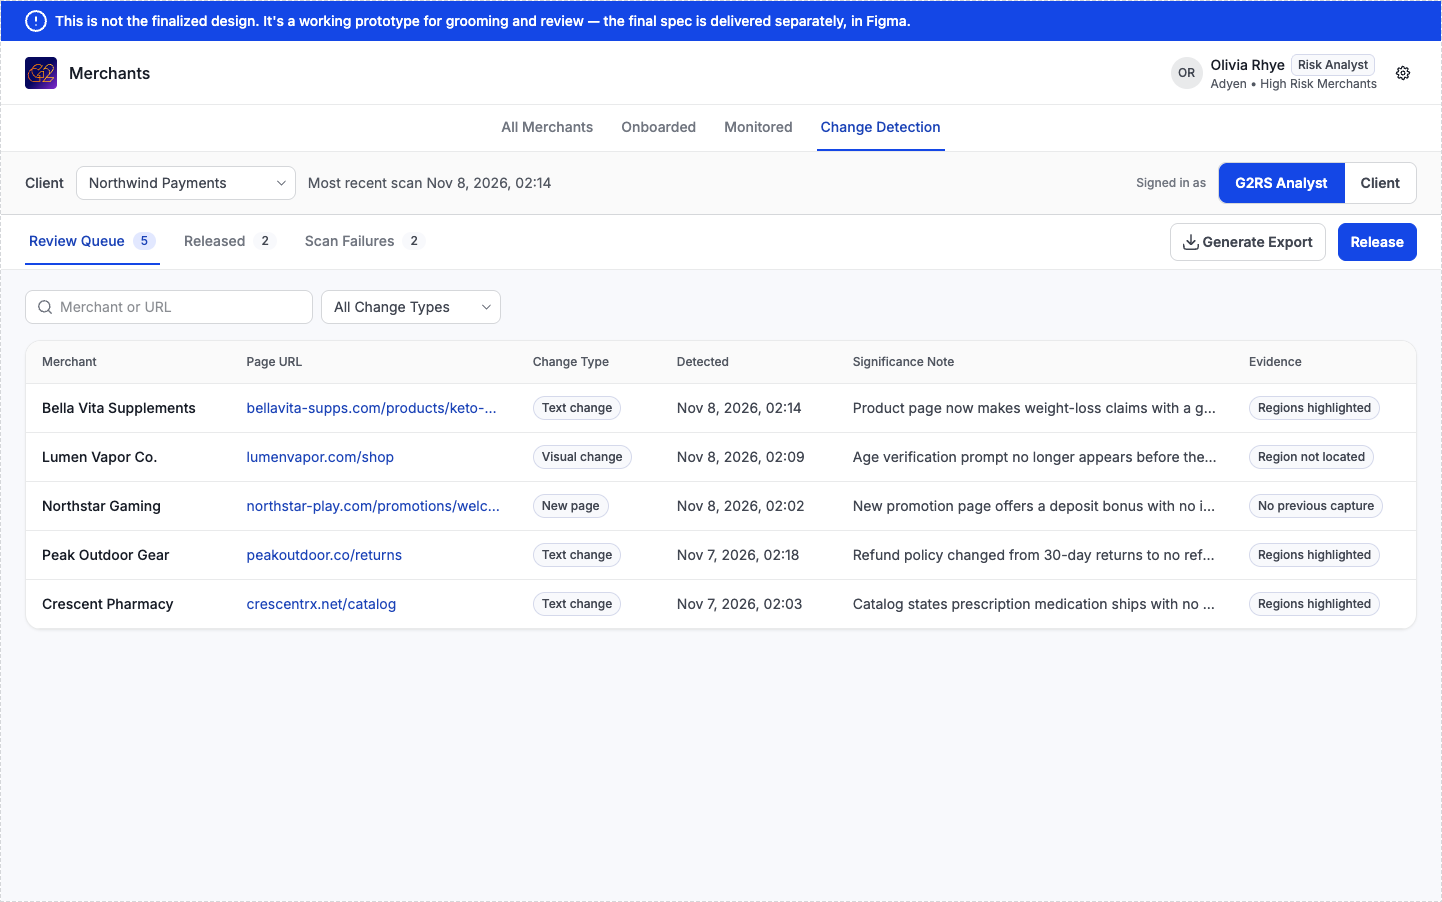 This is not the finalized design. It's a working prototype for grooming and review — the final spec is delivered separately, in Figma.
G2 Merchants
OR Olivia Rhye Risk Analyst
Adyen • High Risk Merchants
All Merchants Onboarded Monitored Change Detection
Client Northwind Payments Most recent scan Nov 8, 2026, 02:14 Signed in as G2RS Analyst Client
Review Queue 5 Released 2 Scan Failures 2 Generate Export Release
Merchant or URL All Change Types
Merchant Page URL Change Type Detected Significance Note Evidence
Bella Vita Supplements bellavita-supps.com/products/keto-... Text change Nov 8, 2026, 02:14 Product page now makes weight-loss claims with a g... Regions highlighted
Lumen Vapor Co. lumenvapor.com/shop Visual change Nov 8, 2026, 02:09 Age verification prompt no longer appears before the... Region not located
Northstar Gaming northstar-play.com/promotions/welc... New page Nov 8, 2026, 02:02 New promotion page offers a deposit bonus with no i... No previous capture
Peak Outdoor Gear peakoutdoor.co/returns Text change Nov 7, 2026, 02:18 Refund policy changed from 30-day returns to no ref... Regions highlighted
Crescent Pharmacy crescentrx.net/catalog Text change Nov 7, 2026, 02:03 Catalog states prescription medication ships with no ... Regions highlighted